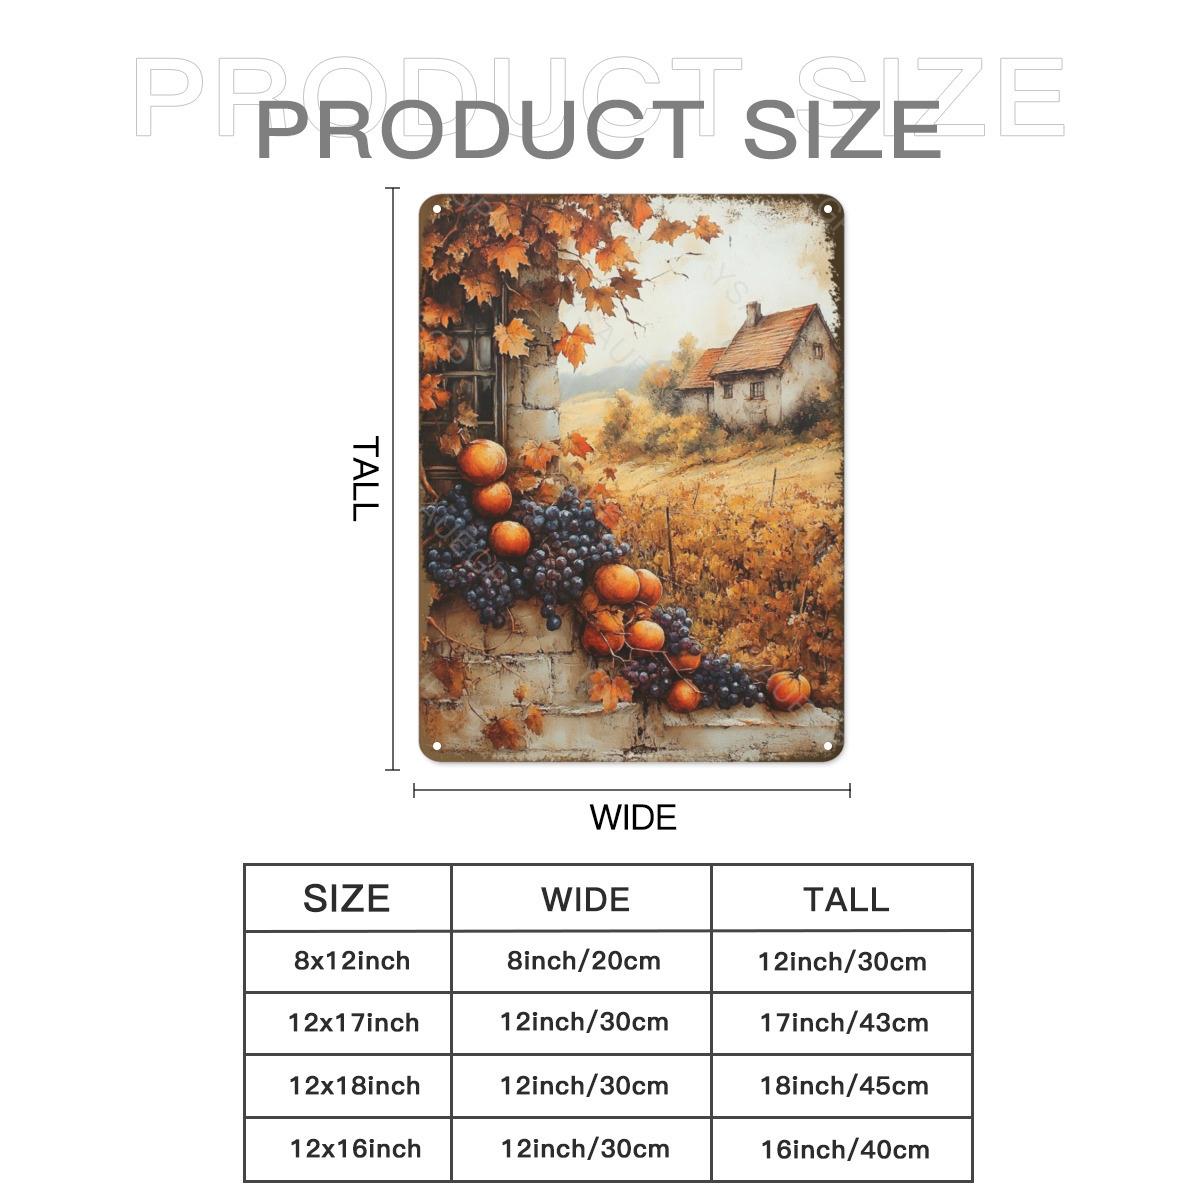 PRODUCT SIZE
PRODUCT SIZE
TALL
WIDE
SIZE WIDE TALL
8x12inch 8inch/20cm 12inch/30cm
12x17inch 12inch/30cm 17inch/43cm
12x18inch 12inch/30cm 18inch/45cm
12x16inch 12inch/30cm 16inch/40cm